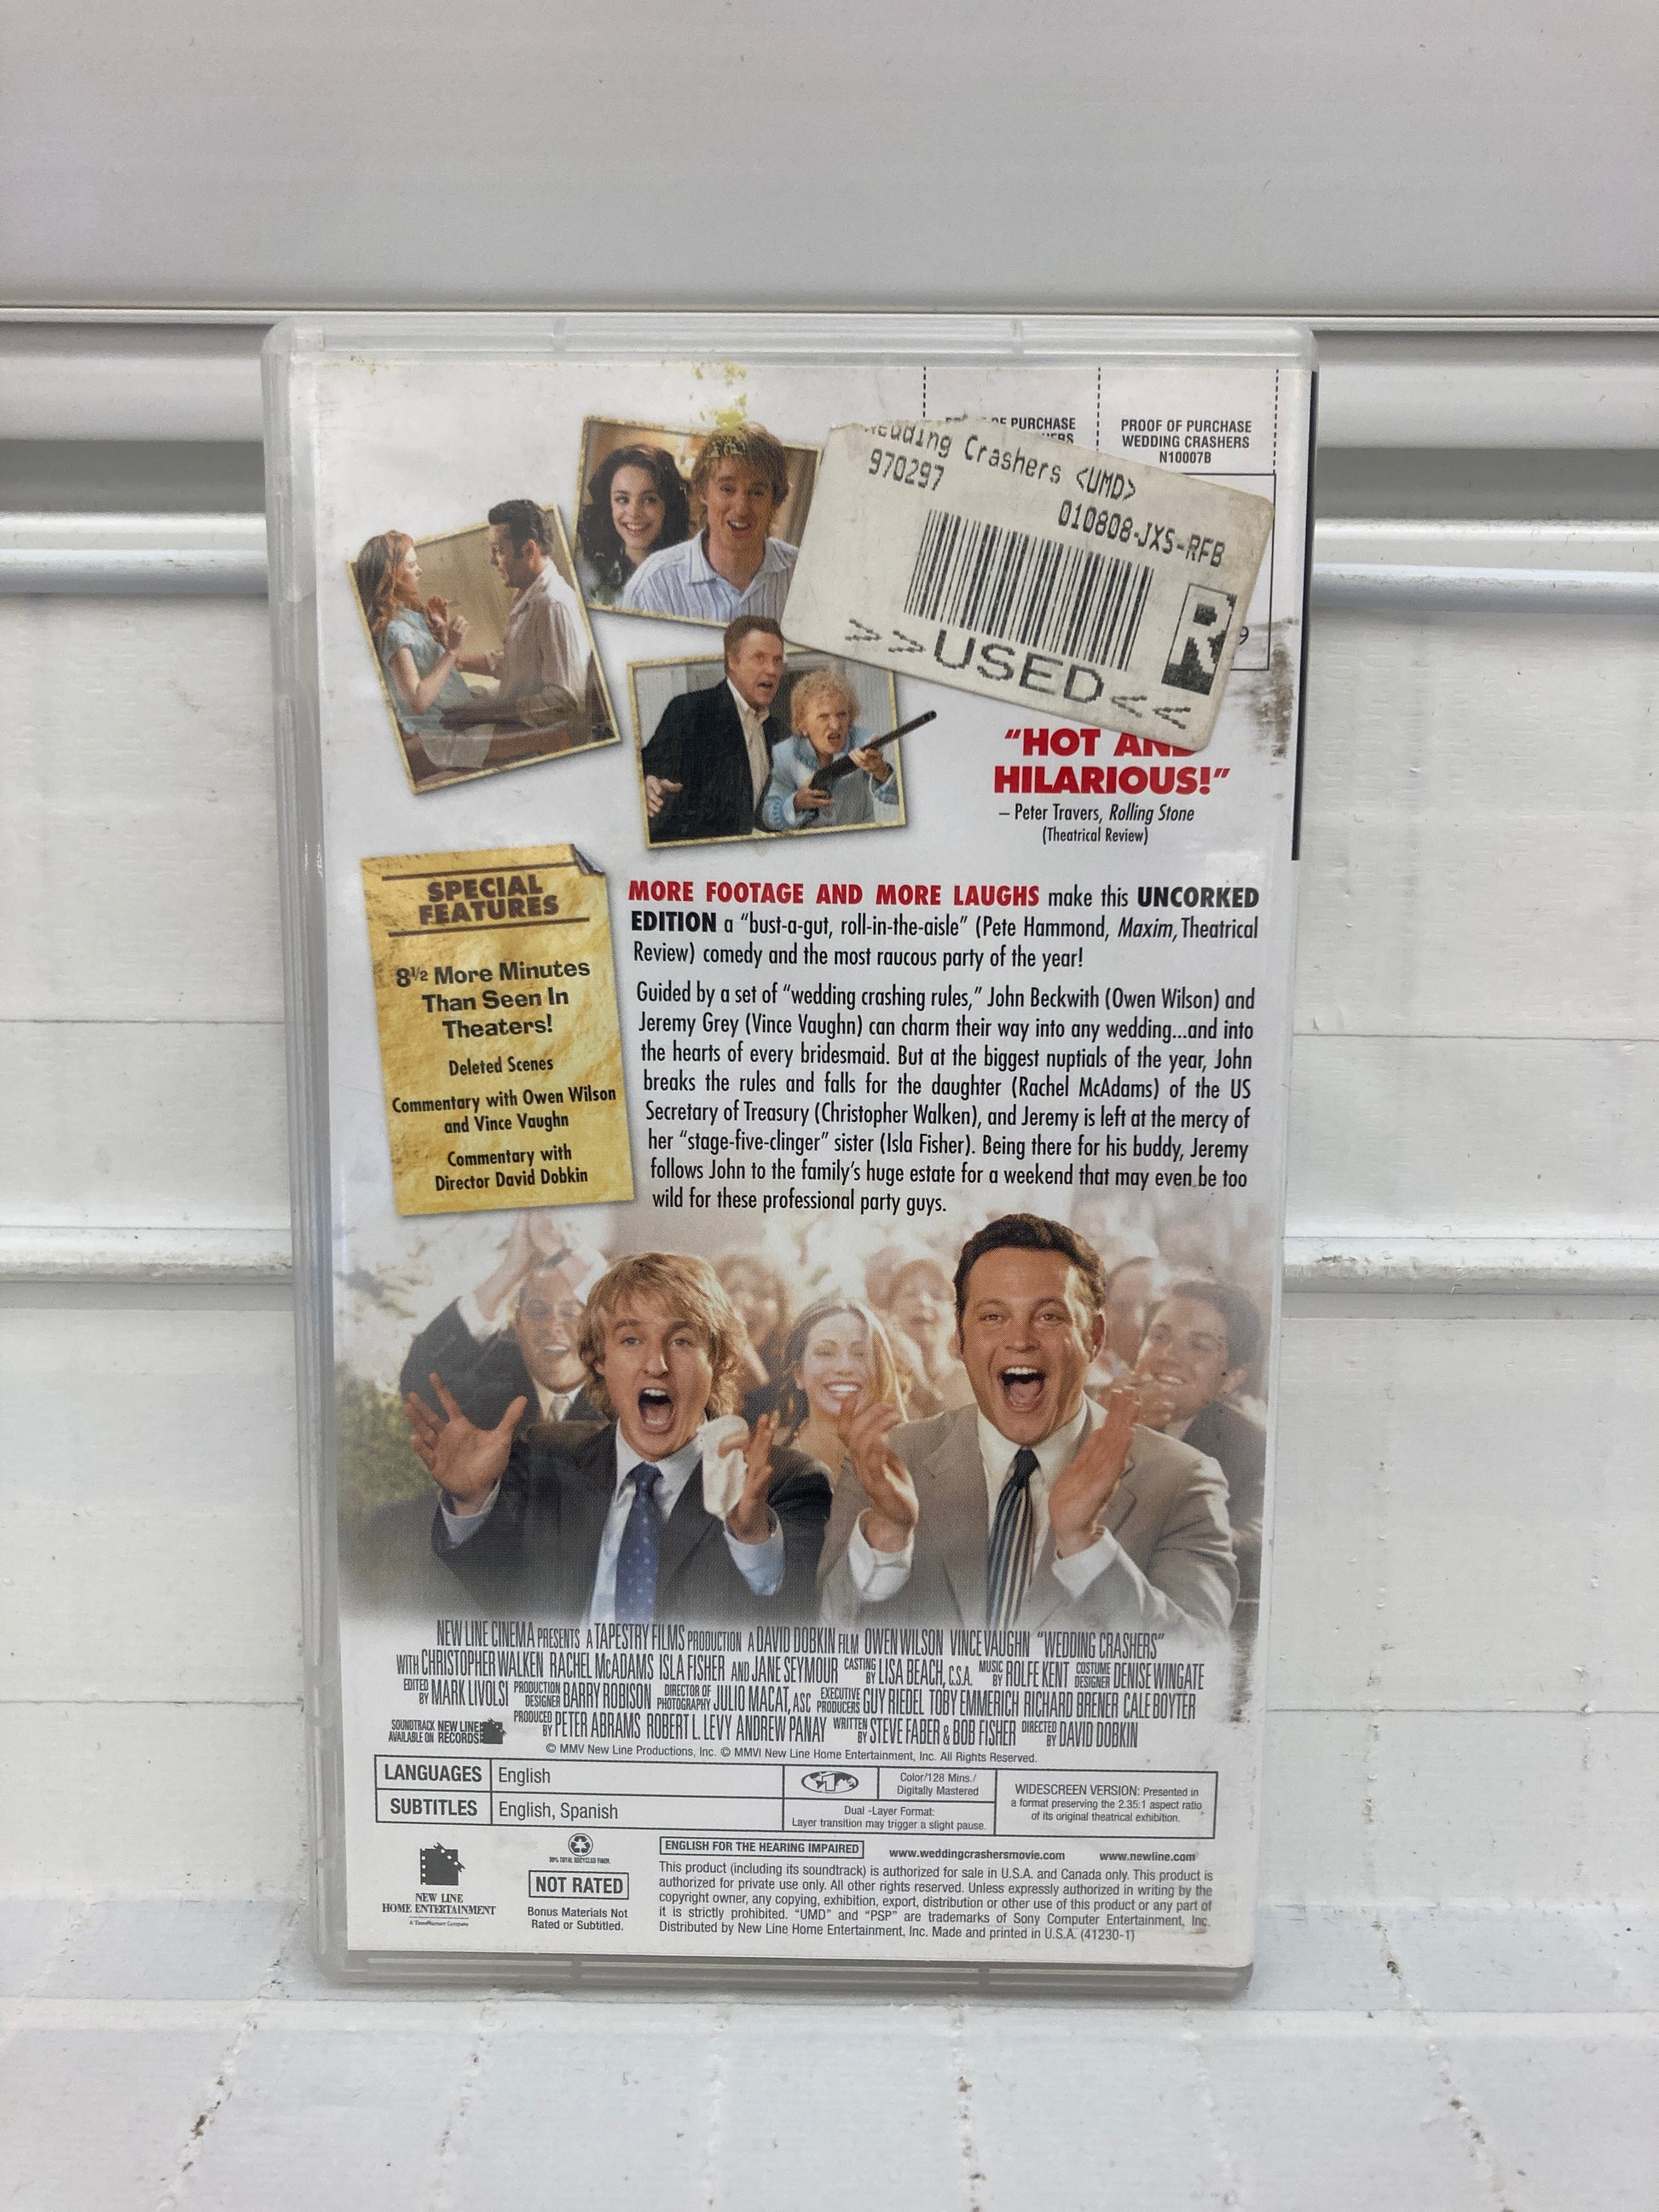 OF PURCHASE
PROOF OF PURCHASE
WEDDING CRASHERS
N10007B
Wedding Crashers <UMD>
970297
010808-JXS-RFB
>>USED<<
9
"HOT AND
HILARIOUS!"
– Peter Travers, Rolling Stone
(Theatrical Review)
SPECIAL
FEATURES
8½ More Minutes
Than Seen In
Theaters!
Deleted Scenes
Commentary with Owen Wilson
and Vince Vaughn
Commentary with
Director David Dobkin
MORE FOOTAGE AND MORE LAUGHS make this UNCORKED
EDITION a "bust-a-gut, roll-in-the-aisle" (Pete Hammond, Maxim, Theatrical
Review) comedy and the most raucous party of the year!
Guided by a set of "wedding crashing rules," John Beckwith (Owen Wilson) and
Jeremy Grey (Vince Vaughn) can charm their way into any wedding...and into
the hearts of every bridesmaid. But at the biggest nuptials of the year, John
breaks the rules and falls for the daughter (Rachel McAdams) of the US
Secretary of Treasury (Christopher Walken), and Jeremy is left at the mercy of
her "stage-five-clinger" sister (Isla Fisher). Being there for his buddy, Jeremy
follows John to the family's huge estate for a weekend that may even be too
wild for these professional party guys.
NEW LINE CINEMA PRESENTS A TAPESTRY FILMS PRODUCTION A DAVID DOBKIN FILM OWEN WILSON VINCE VAUGHN "WEDDING CRASHERS"
WITH CHRISTOPHER WALKEN RACHEL McADAMS ISLA FISHER AND JANE SEYMOUR CASTING BY LISA BEACH, C.S.A. MUSIC BY ROLFE KENT COSTUME DESIGNER DENISE WINGATE
EDITED BY MARK LIVOLSI PRODUCTION DESIGNER BARRY ROBISON DIRECTOR OF PHOTOGRAPHY JULIO MACAT, ASC EXECUTIVE PRODUCERS GUY RIEDEL TOBY EMMERICH RICHARD BRENER CALE BOYTER
SOUNDTRACK AVAILABLE ON NEW LINE RECORDS PRODUCED BY PETER ABRAMS ROBERT L. LEVY ANDREW PANAY WRITTEN BY STEVE FABER & BOB FISHER DIRECTED BY DAVID DOBKIN
© MMV New Line Productions, Inc. © MMVI New Line Home Entertainment, Inc. All Rights Reserved.
LANGUAGES English
SUBTITLES English, Spanish
Color/128 Mins./
Digitally Mastered
Dual -Layer Format:
Layer transition may trigger a slight pause.
WIDESCREEN VERSION: Presented in
a format preserving the 2.35:1 aspect ratio
of its original theatrical exhibition.
NEW LINE
HOME ENTERTAINMENT
A TimeWarner Company
NOT RATED
Bonus Materials Not
Rated or Subtitled.
ENGLISH FOR THE HEARING IMPAIRED www.weddingcrashersmovie.com www.newline.com
This product (including its soundtrack) is authorized for sale in U.S.A. and Canada only. This product is
authorized for private use only. All other rights reserved. Unless expressly authorized in writing by the
copyright owner, any copying, exhibition, export, distribution or other use of this product or any part of
it is strictly prohibited. "UMD" and "PSP" are trademarks of Sony Computer Entertainment, Inc.
Distributed by New Line Home Entertainment, Inc. Made and printed in U.S.A. (41230-1)